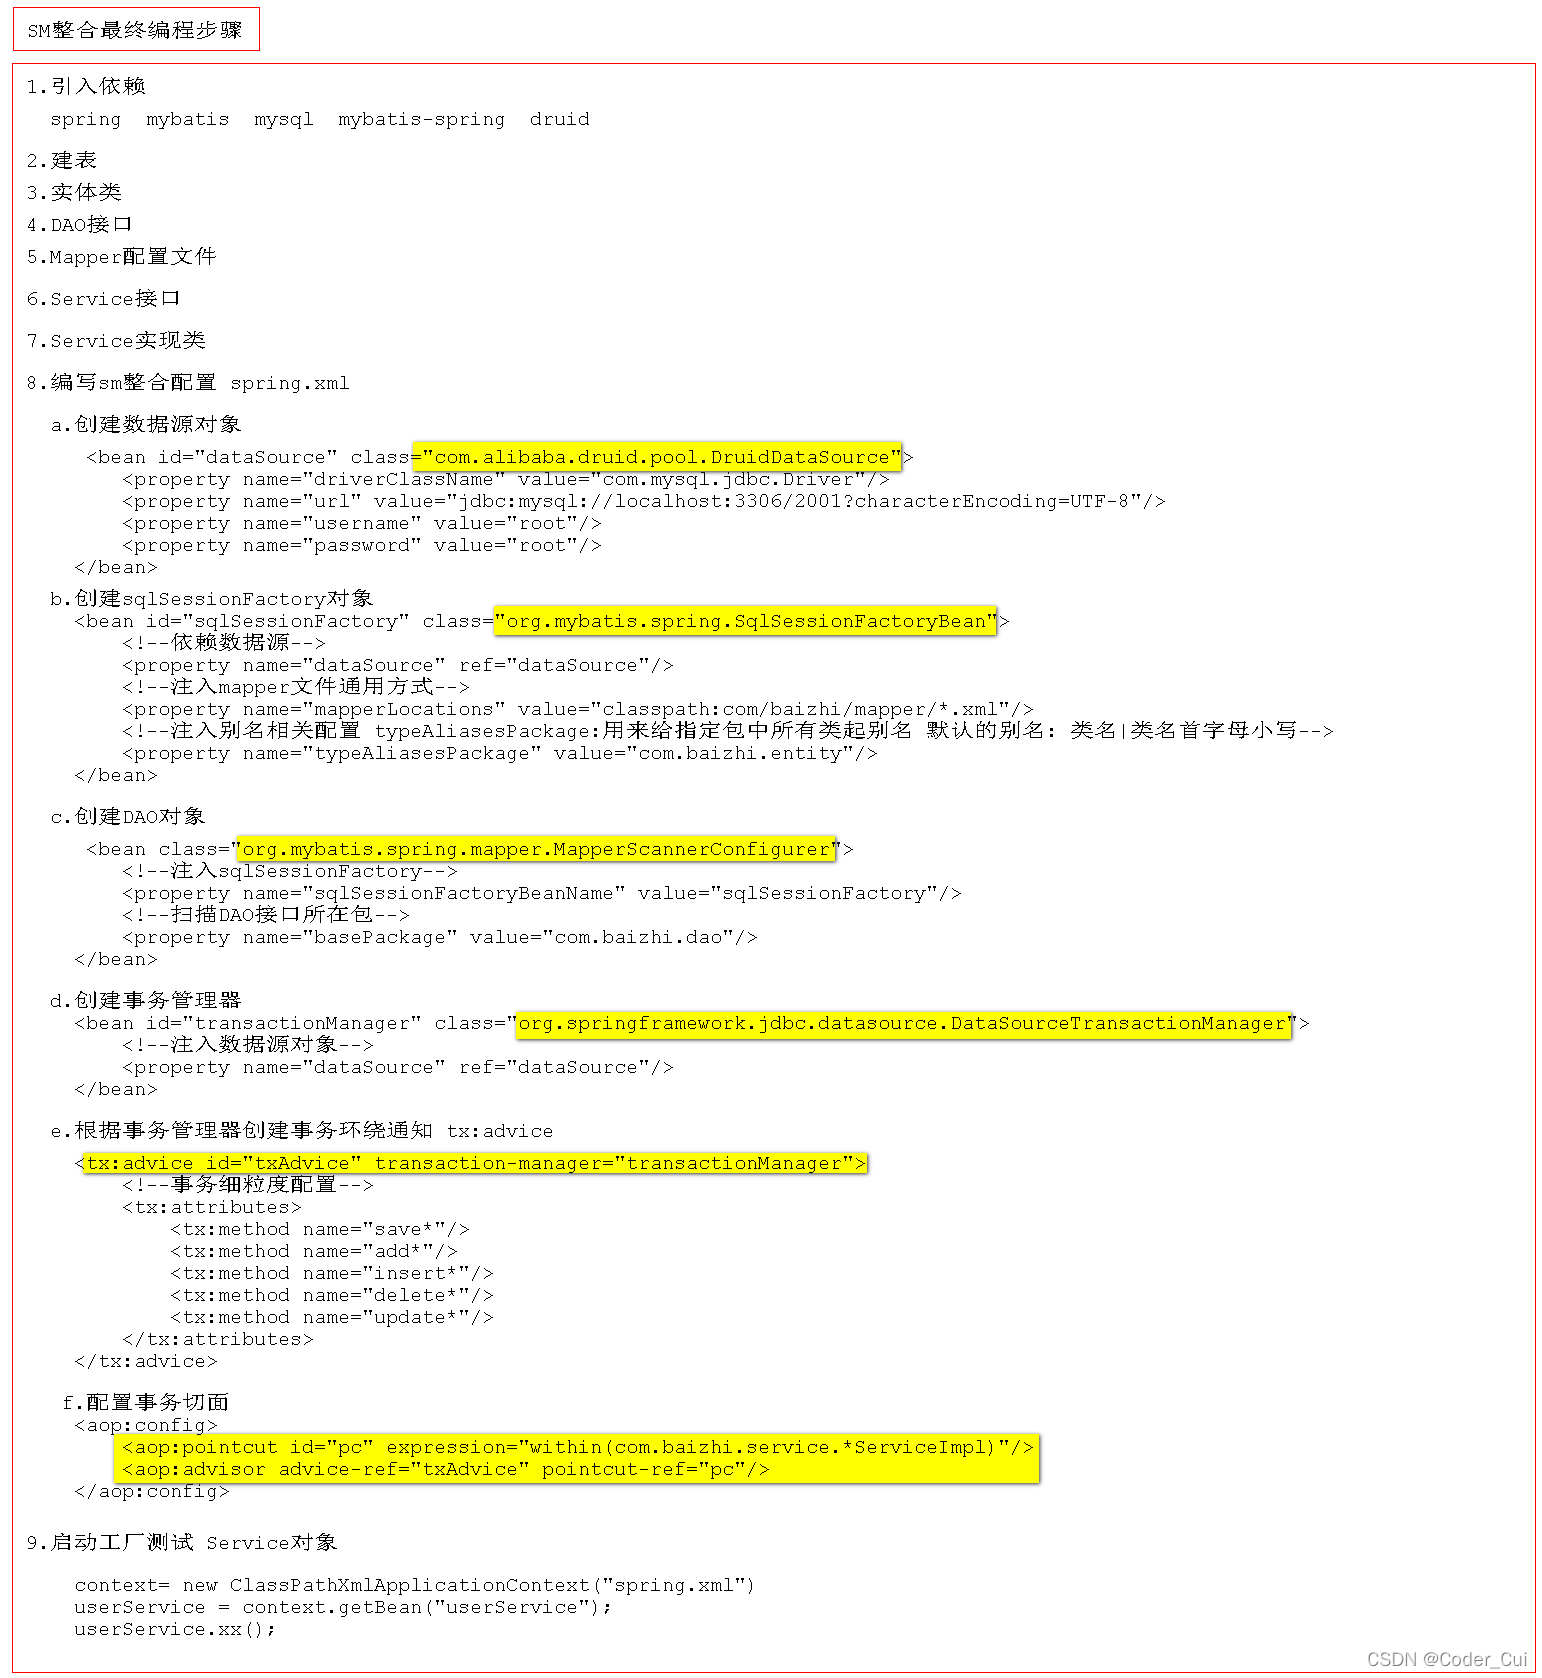 SM整合最终编程步骤
1.引入依赖
spring mybatis mysql mybatis-spring druid
2.建表
3.实体类
4.DAO接口
5.Mapper配置文件
6.Service接口
7.Service实现类
8.编写sm整合配置 spring.xml
a.创建数据源对象
<bean id="dataSource" class="com.alibaba.druid.pool.DruidDataSource">
<property name="driverClassName" value="com.mysql.jdbc.Driver"/>
<property name="url" value="jdbc:mysql://localhost:3306/2001?characterEncoding=UTF-8"/>
<property name="username" value="root"/>
<property name="password" value="root"/>
</bean>
b.创建sqlSessionFactory对象
<bean id="sqlSessionFactory" class="org.mybatis.spring.SqlSessionFactoryBean">
<!--依赖数据源-->
<property name="dataSource" ref="dataSource"/>
<!--注入mapper文件通用方式-->
<property name="mapperLocations" value="classpath:com/baizhi/mapper/*.xml"/>
<!--注入别名相关配置 typeAliasesPackage:用来给指定包中所有类起别名 默认的别名: 类名|类名首字母小写-->
<property name="typeAliasesPackage" value="com.baizhi.entity"/>
</bean>
c.创建DAO对象
<bean class="org.mybatis.spring.mapper.MapperScannerConfigurer">
<!--注入sqlSessionFactory-->
<property name="sqlSessionFactoryBeanName" value="sqlSessionFactory"/>
<!--扫描DAO接口所在包-->
<property name="basePackage" value="com.baizhi.dao"/>
</bean>
d.创建事务管理器
<bean id="transactionManager" class="org.springframework.jdbc.datasource.DataSourceTransactionManager">
<!--注入数据源对象-->
<property name="dataSource" ref="dataSource"/>
</bean>
e.根据事务管理器创建事务环绕通知 tx:advice
<tx:advice id="txAdvice" transaction-manager="transactionManager">
<!--事务细粒度配置-->
<tx:attributes>
<tx:method name="save*"/>
<tx:method name="add*"/>
<tx:method name="insert*"/>
<tx:method name="delete*"/>
<tx:method name="update*"/>
</tx:attributes>
</tx:advice>
f.配置事务切面
<aop:config>
<aop:pointcut id="pc" expression="within(com.baizhi.service.*ServiceImpl)"/>
<aop:advisor advice-ref="txAdvice" pointcut-ref="pc"/>
</aop:config>
9.启动工厂测试 Service对象
context= new ClassPathXmlApplicationContext("spring.xml")
userService = context.getBean("userService");
userService.xx();
CSDN @Coder_Cui